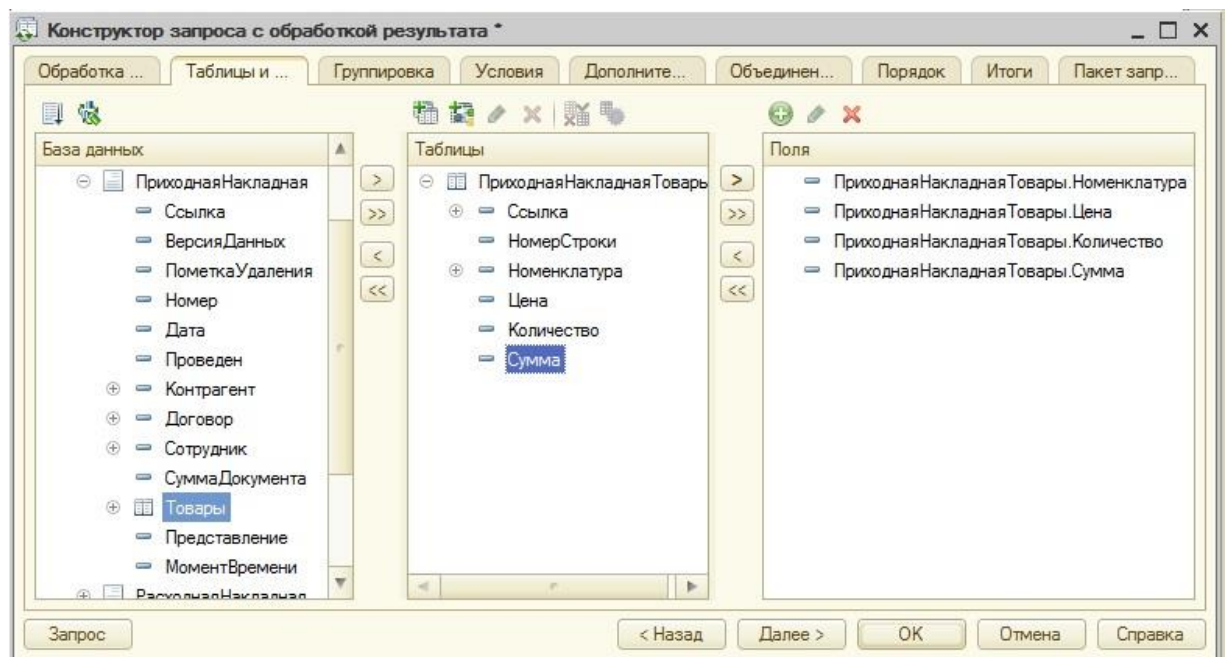 Конструктор запроса с обработкой результата *
Обработка ... Таблицы и ... Группировка Условия Дополните... Объединен... Порядок Итоги Пакет запр...
База данных
ПриходнаяНакладная
Ссылка
ВерсияДанных
ПометкаУдаления
Номер
Дата
Проведен
Контрагент
Договор
Сотрудник
СуммаДокумента
Товары
Представление
МоментВремени
РасходнаяНакладная
>
>>
<
<<
Таблицы
ПриходнаяНакладнаяТовары
Ссылка
НомерСтроки
Номенклатура
Цена
Количество
Сумма
>
>>
<
<<
Поля
ПриходнаяНакладнаяТовары.Номенклатура
ПриходнаяНакладнаяТовары.Цена
ПриходнаяНакладнаяТовары.Количество
ПриходнаяНакладнаяТовары.Сумма
Запрос < Назад Далее > OK Отмена Справка